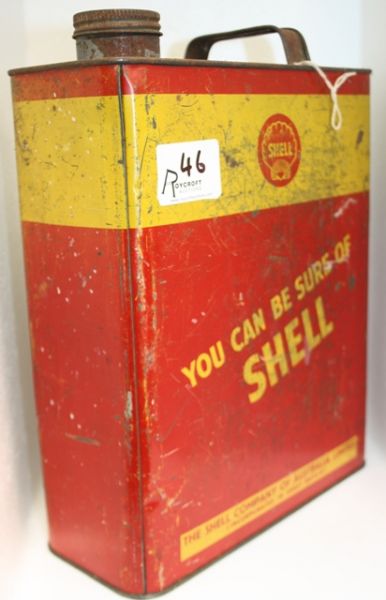 46
ROYCROFT
SHELL
YOU CAN BE SURE OF
SHELL
THE SHELL COMPANY OF AUSTRALIA LIMITED